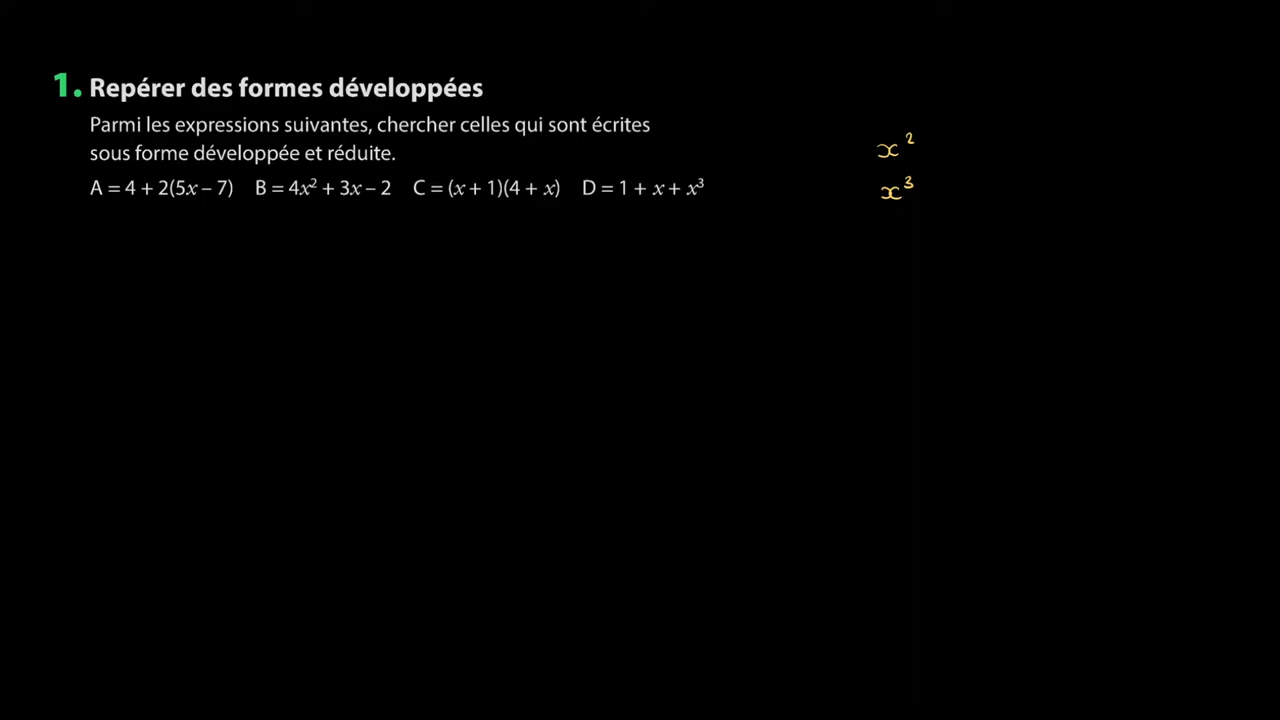 1. Repérer des formes développées
Parmi les expressions suivantes, chercher celles qui sont écrites
sous forme développée et réduite.
A = 4 + 2(5x – 7) B = 4x² + 3x – 2 C = (x + 1)(4 + x) D = 1 + x + x³
x²
x³